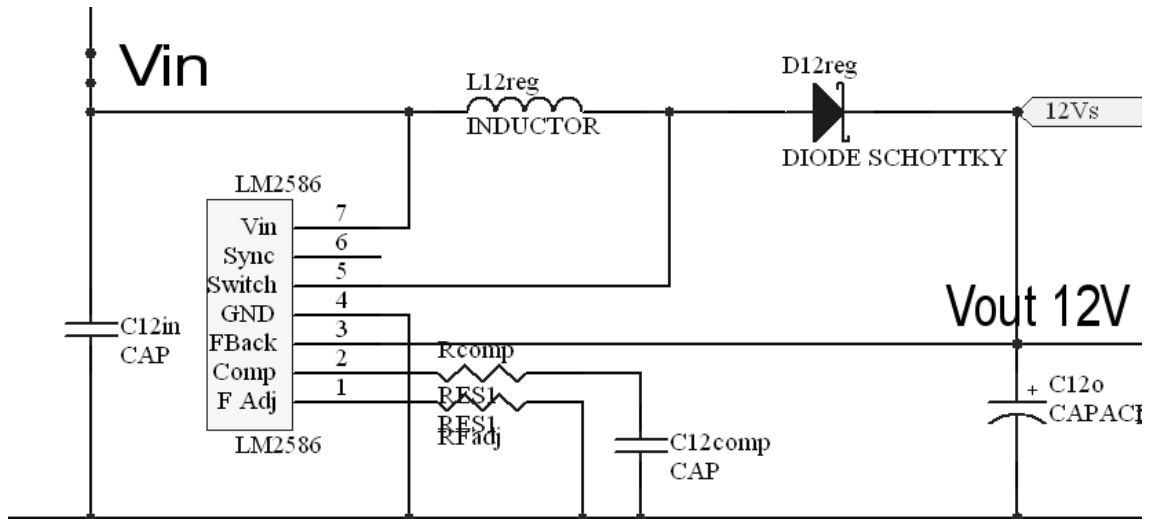 Vin
L12reg
INDUCTOR
D12reg
DIODE SCHOTTKY
12Vs
LM2586
Vin 7
Sync 6
Switch 5
GND 4
FBack 3
Comp 2
F Adj 1
LM2586
C12in
CAP
Rcomp
RES1
RES1
RFadj
C12comp
CAP
Vout 12V
+
C12o
CAPACI